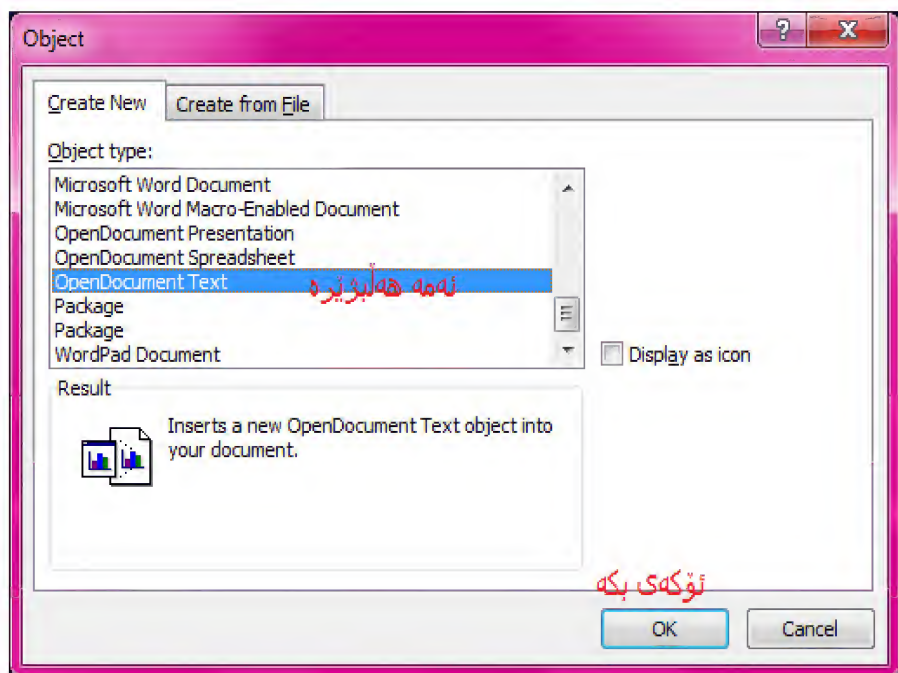 Object
Create New
Create from File
Object type:
Microsoft Word Document
Microsoft Word Macro-Enabled Document
OpenDocument Presentation
OpenDocument Spreadsheet
OpenDocument Text
ئەمە هەڵبژێرە
Package
Package
WordPad Document
Display as icon
Result
Inserts a new OpenDocument Text object into
your document.
ئۆکەی بکە
OK
Cancel